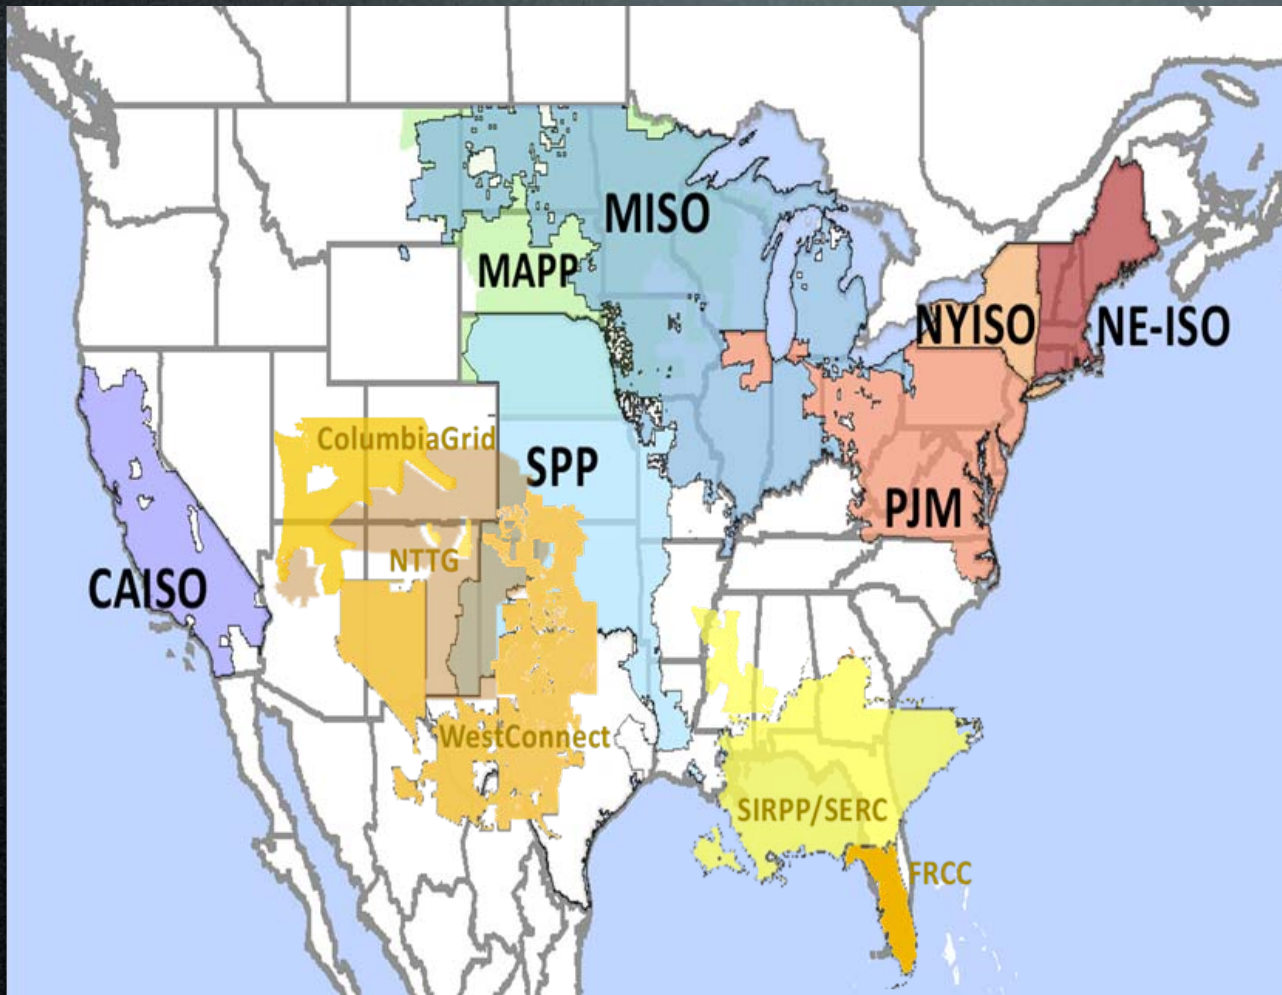 MISO
MAPP
NYISO
NE-ISO
ColumbiaGrid
SPP
PJM
NTTG
CAISO
WestConnect
SIRPP/SERC
FRCC